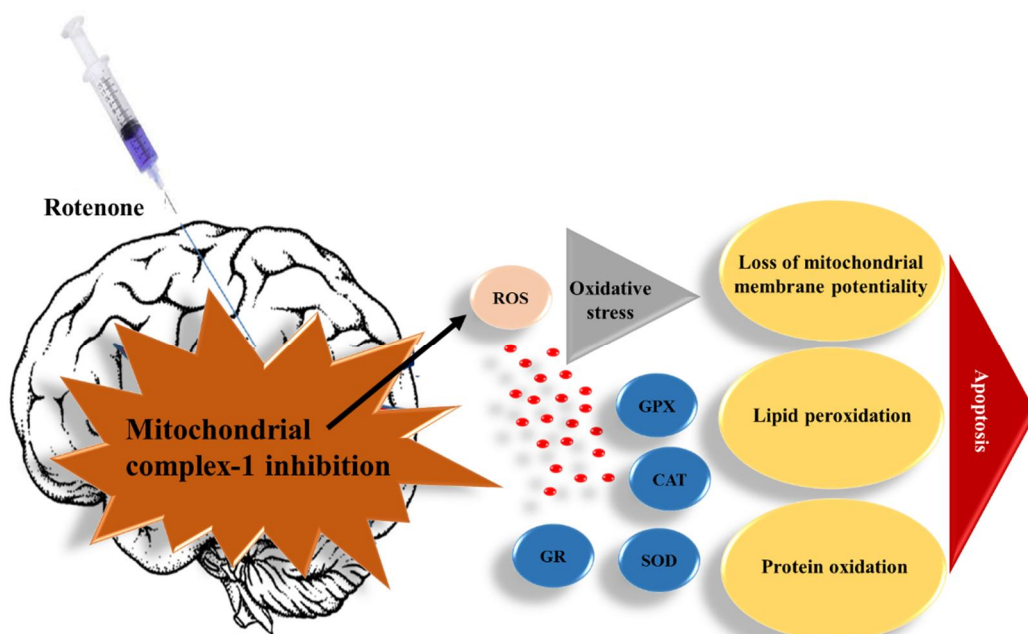 Rotenone
Mitochondrial
complex-1 inhibition
ROS
Oxidative
stress
GPX
CAT
GR
SOD
Loss of mitochondrial
membrane potentiality
Lipid peroxidation
Protein oxidation
Apoptosis